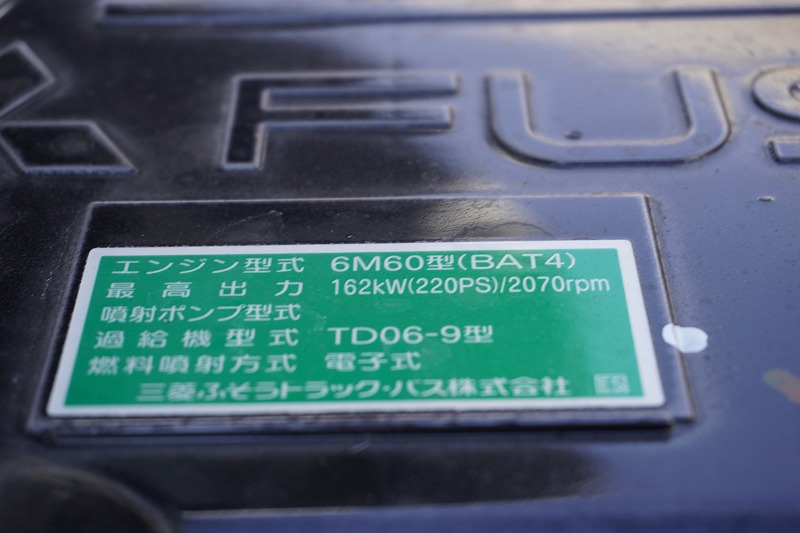 FUS
エンジン型式 6M60型(BAT4)
最高出力 162kW(220PS)/2070rpm
噴射ポンプ型式
過給機型式 TD06-9型
燃料噴射方式 電子式
三菱ふそうトラック・バス株式会社